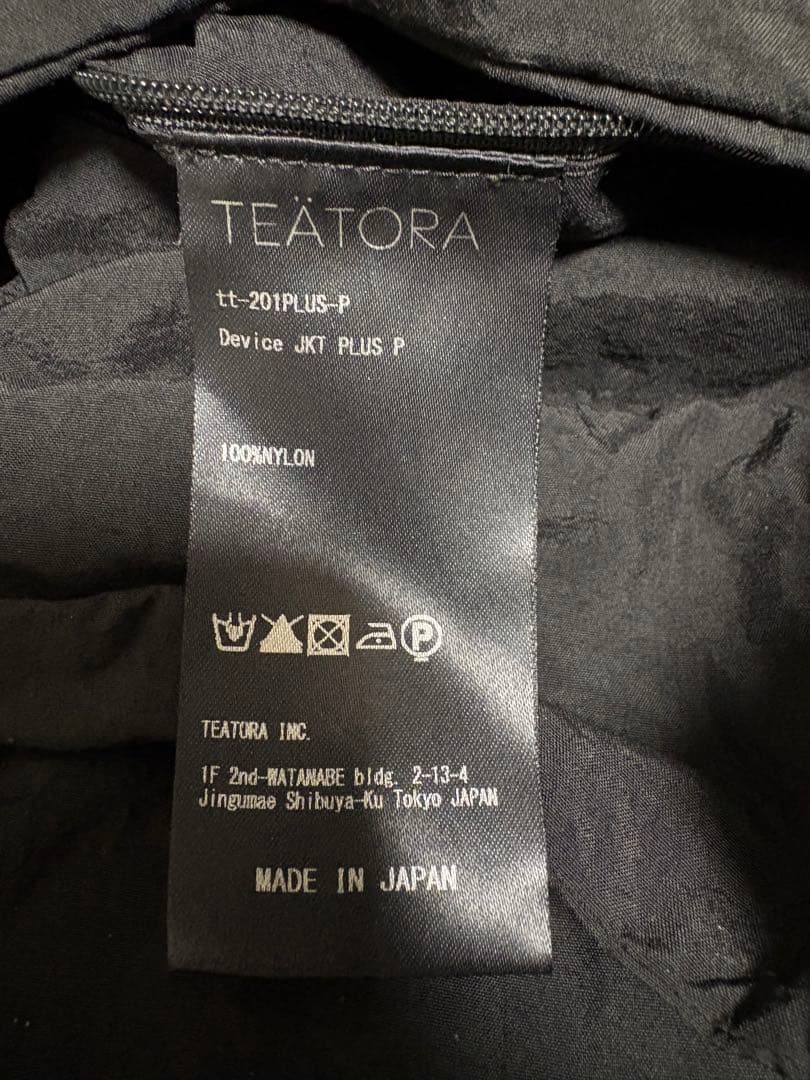 TEÄTORA
tt-201PLUS-P
Device JKT PLUS P
100%NYLON
P
TEATORA INC.
1F 2nd-WATANABE bldg. 2-13-4
Jingumae Shibuya-Ku Tokyo JAPAN
MADE IN JAPAN